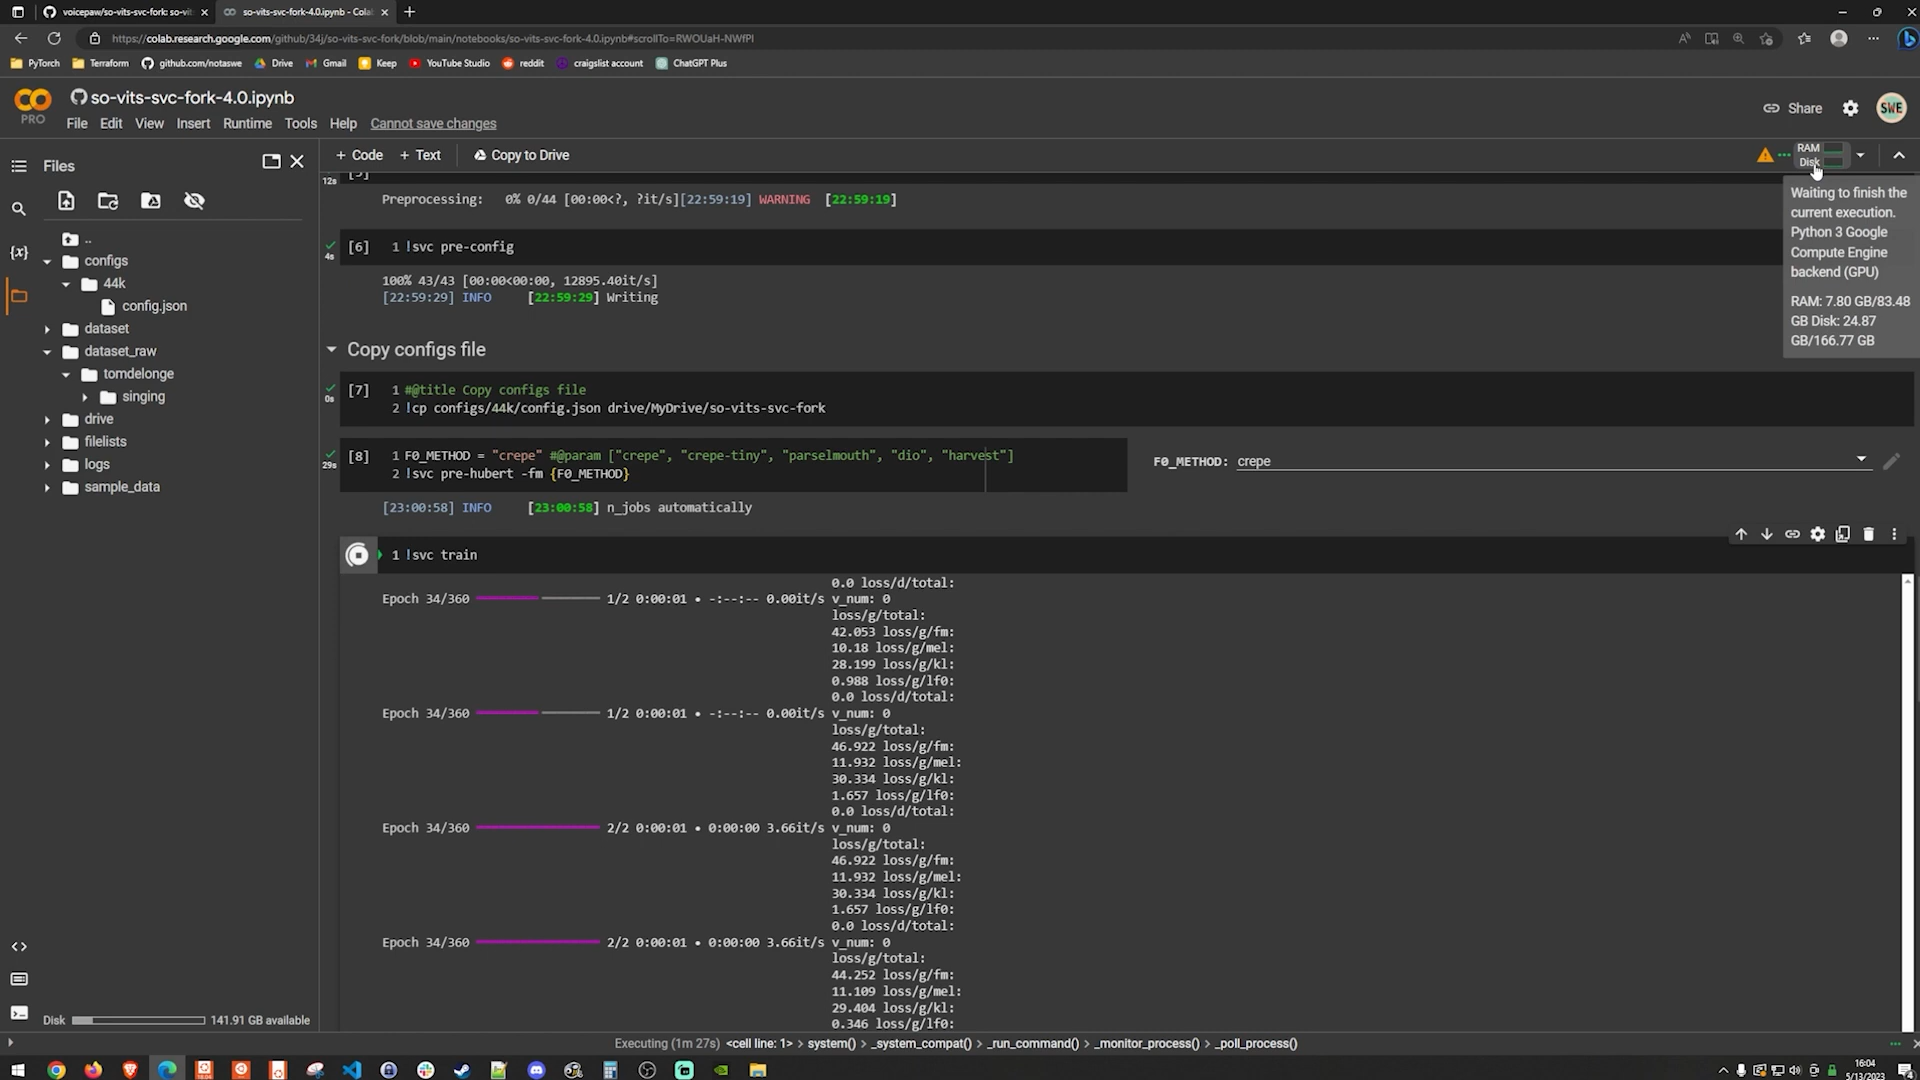 voicepaw/so-vits-svc-fork: so-vit
so-vits-svc-fork-4.0.ipynb - Cola
https://colab.research.google.com/github/34j/so-vits-svc-fork/blob/main/notebooks/so-vits-svc-fork-4.0.ipynb#scrollTo=RWOUaH-NWfPI
PyTorch
Terraform
github.com/notaswe
Drive
Gmail
Keep
YouTube Studio
reddit
craigslist account
ChatGPT Plus
PRO
so-vits-svc-fork-4.0.ipynb
File Edit View Insert Runtime Tools Help Cannot save changes
Share
SWE
Files
+ Code + Text Copy to Drive
RAM
Disk
Waiting to finish the
current execution.
Python 3 Google
Compute Engine
backend (GPU)
RAM: 7.80 GB/83.48
GB Disk: 24.87
GB/166.77 GB
{x}
..
configs
44k
config.json
dataset
dataset_raw
tomdelonge
singing
drive
filelists
logs
sample_data
Disk 141.91 GB available
12s
Preprocessing: 0% 0/44 [00:00<?, ?it/s][22:59:19] WARNING [22:59:19]
4s
[6] 1 !svc pre-config
100% 43/43 [00:00<00:00, 12895.40it/s]
[22:59:29] INFO [22:59:29] Writing
Copy configs file
0s
[7] 1 #@title Copy configs file
2 !cp configs/44k/config.json drive/MyDrive/so-vits-svc-fork
29s
[8] 1 F0_METHOD = "crepe" #@param ["crepe", "crepe-tiny", "parselmouth", "dio", "harvest"]
2 !svc pre-hubert -fm {F0_METHOD}
F0_METHOD: crepe
[23:00:58] INFO [23:00:58] n_jobs automatically
1 !svc train
0.0 loss/d/total:
Epoch 34/360 1/2 0:00:01 • -:--:-- 0.00it/s v_num: 0
loss/g/total:
42.053 loss/g/fm:
10.18 loss/g/mel:
28.199 loss/g/kl:
0.988 loss/g/lf0:
0.0 loss/d/total:
Epoch 34/360 1/2 0:00:01 • -:--:-- 0.00it/s v_num: 0
loss/g/total:
46.922 loss/g/fm:
11.932 loss/g/mel:
30.334 loss/g/kl:
1.657 loss/g/lf0:
0.0 loss/d/total:
Epoch 34/360 2/2 0:00:01 • 0:00:00 3.66it/s v_num: 0
loss/g/total:
46.922 loss/g/fm:
11.932 loss/g/mel:
30.334 loss/g/kl:
1.657 loss/g/lf0:
0.0 loss/d/total:
Epoch 34/360 2/2 0:00:01 • 0:00:00 3.66it/s v_num: 0
loss/g/total:
44.252 loss/g/fm:
11.109 loss/g/mel:
29.404 loss/g/kl:
0.346 loss/g/lf0:
Executing (1m 27s) <cell line: 1> > system() > _system_compat() > _run_command() > _monitor_process() > _poll_process()
16:04
5/13/2023